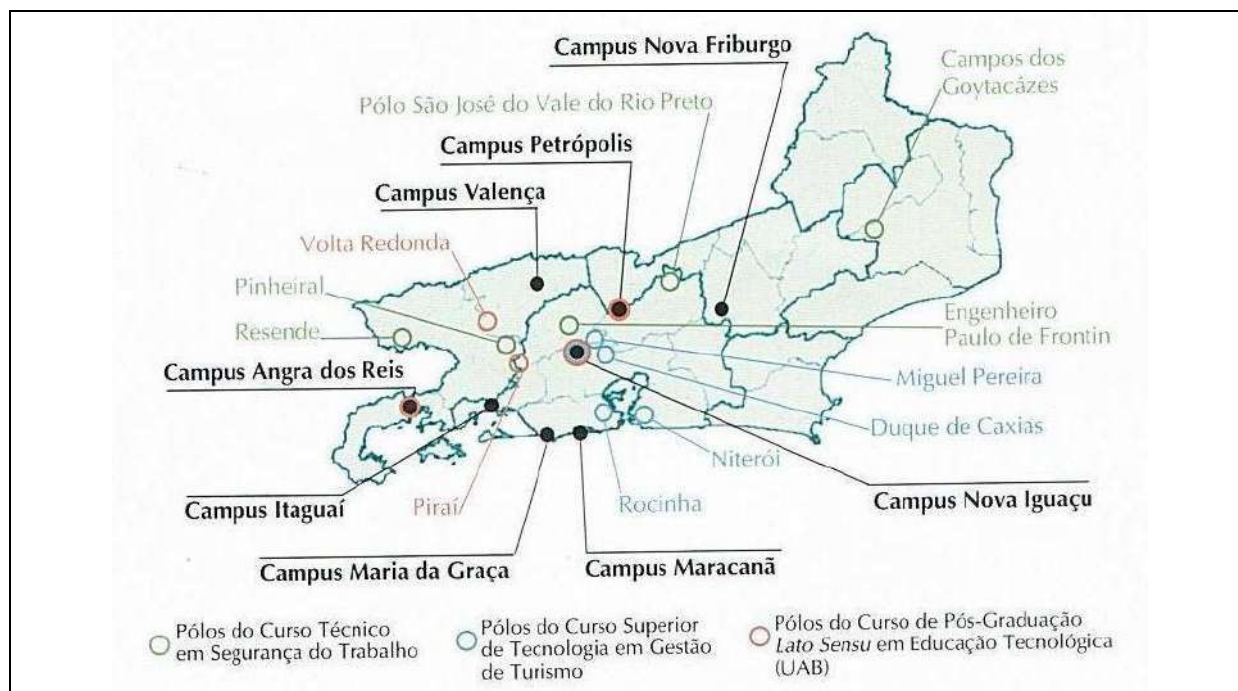 Campus Nova Friburgo
Campos dos
Goytacázes
Pólo São José do Vale do Rio Preto
Campus Petrópolis
Campus Valença
Volta Redonda
Pinheiral
Resende
Engenheiro
Paulo de Frontin
Campus Angra dos Reis
Miguel Pereira
Duque de Caxias
Niterói
Campus Itaguaí
Piraí
Rocinha
Campus Nova Iguaçu
Campus Maria da Graça
Campus Maracanã
Pólos do Curso Técnico
em Segurança do Trabalho
Pólos do Curso Superior
de Tecnologia em Gestão
de Turismo
Pólos do Curso de Pós-Graduação
Lato Sensu em Educação Tecnológica
(UAB)